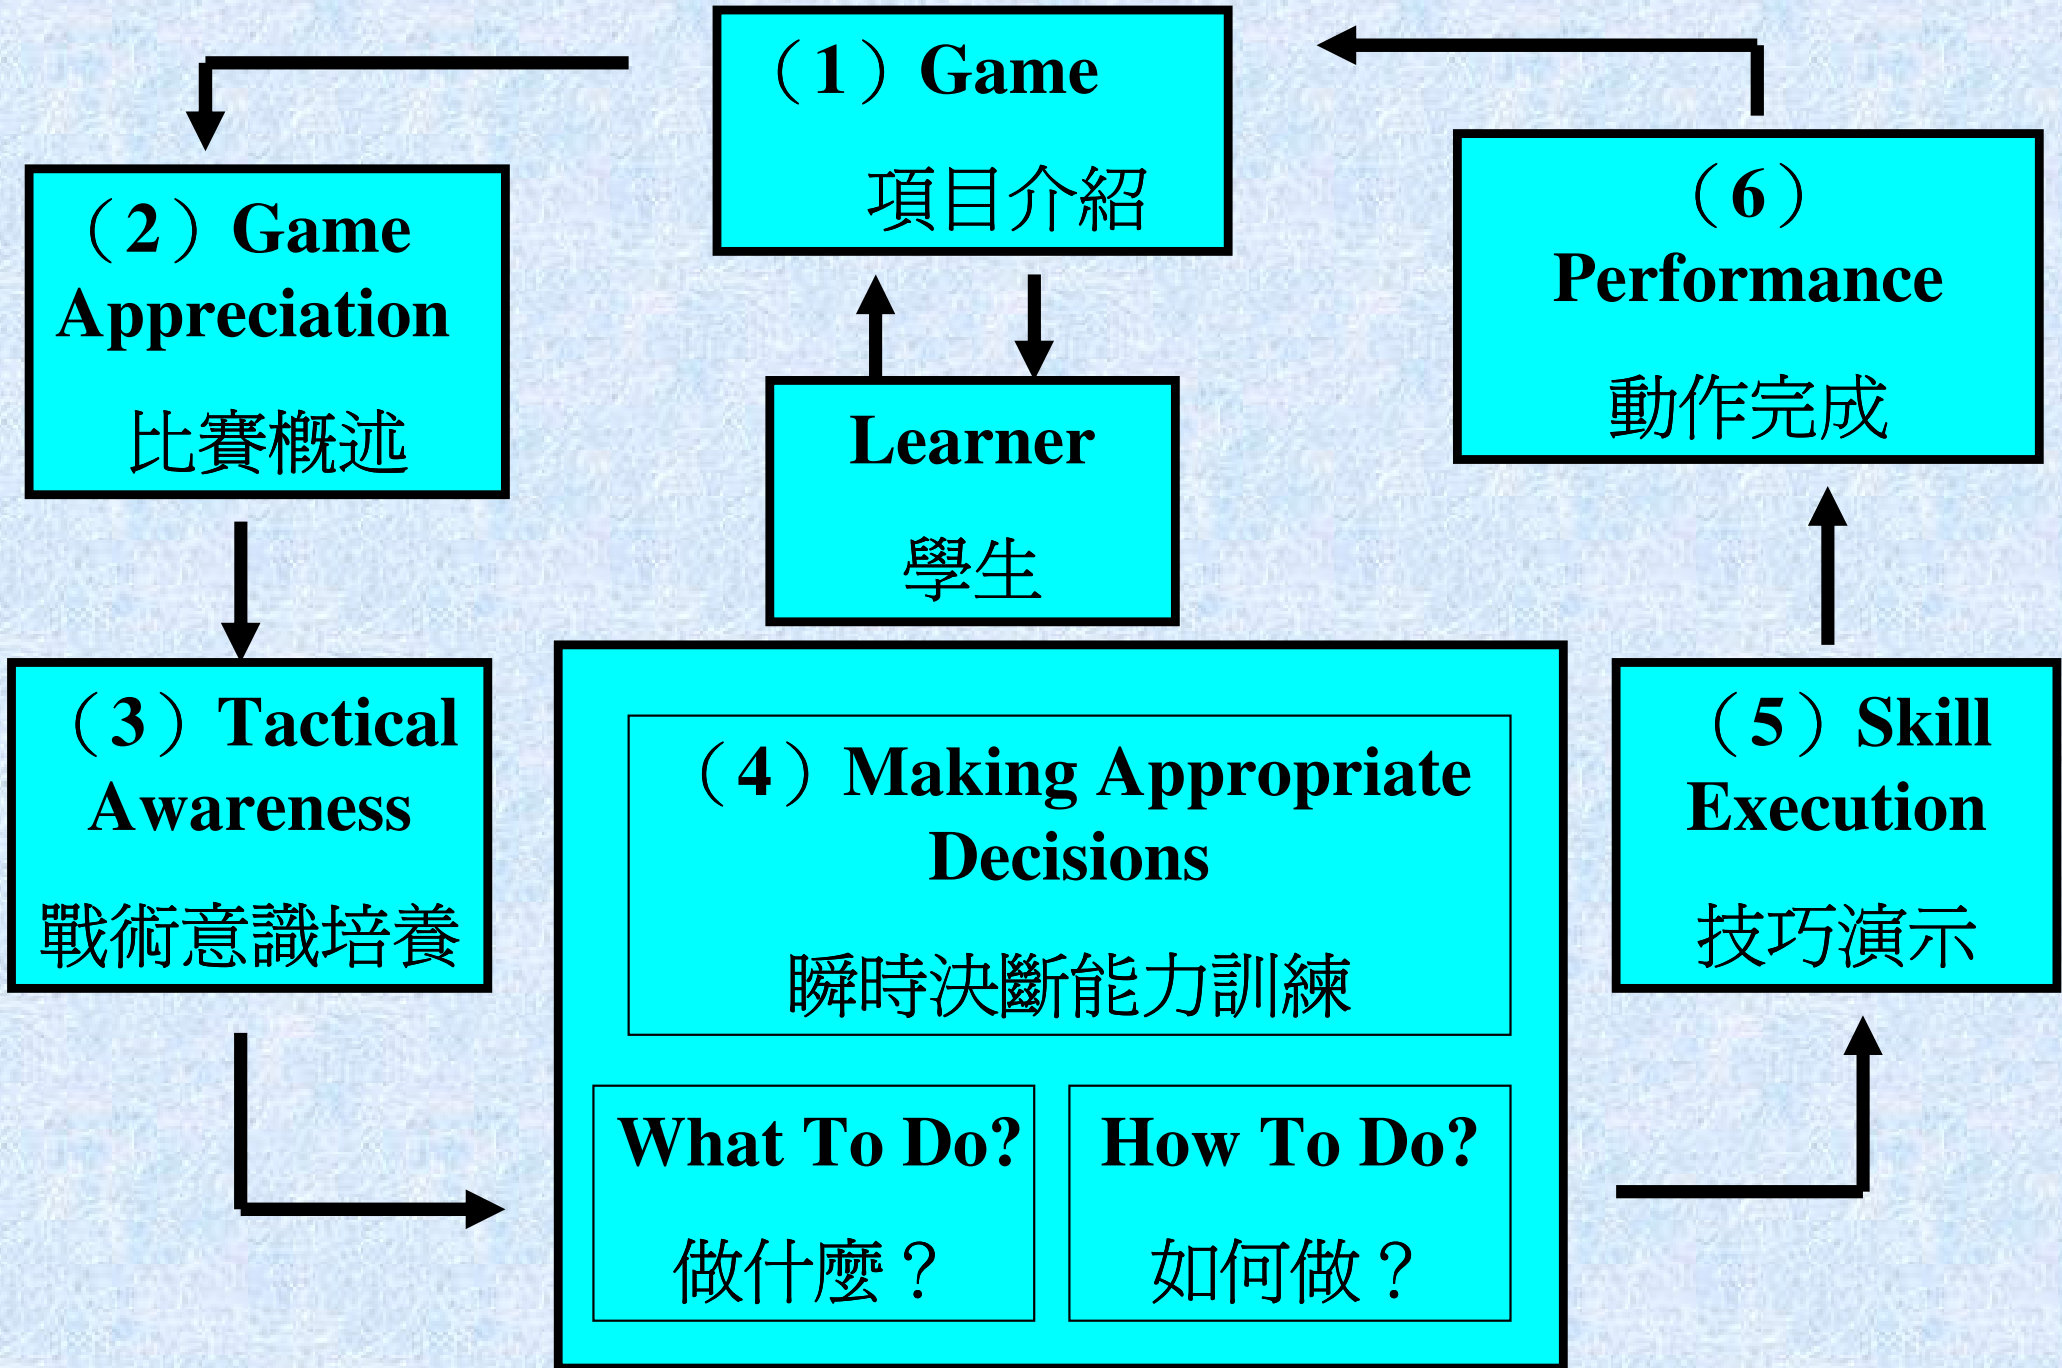 （1）Game
項目介紹
（2）Game
Appreciation
比賽概述
（3）Tactical
Awareness
戰術意識培養
（4）Making Appropriate
Decisions
瞬時決斷能力訓練
What To Do?
做什麼？
How To Do?
如何做？
（5）Skill
Execution
技巧演示
（6）
Performance
動作完成
Learner
學生